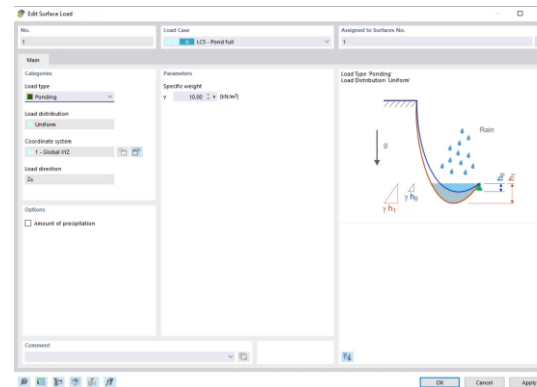 Edit Surface Load
No.
1
Load Case
LC5 - Pond full
Assigned to Surfaces No.
1
Main
Categories
Load type
Ponding
Load distribution
Uniform
Coordinate system
1 - Global XYZ
Load direction
Options
Amount of precipitation
Parameters
Specific weight
γ 10.00 [kN/m³]
Load Type 'Ponding'
Load Distribution 'Uniform'
g
Rain
h₀
h₁
γ h₀
γ h₁
Comment
OK
Cancel
Apply